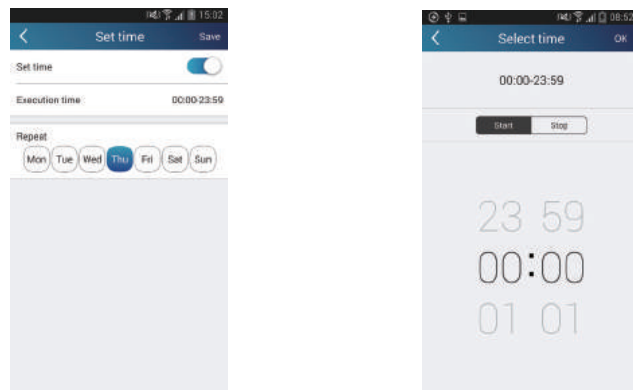 15:02
Set time
Save
Set time
Execution time
00:00-23:59
Repeat
Mon Tue Wed Thu Fri Sat Sun
08:52
Select time
OK
00:00-23:59
Start Stop
23 59
00:00
01 01